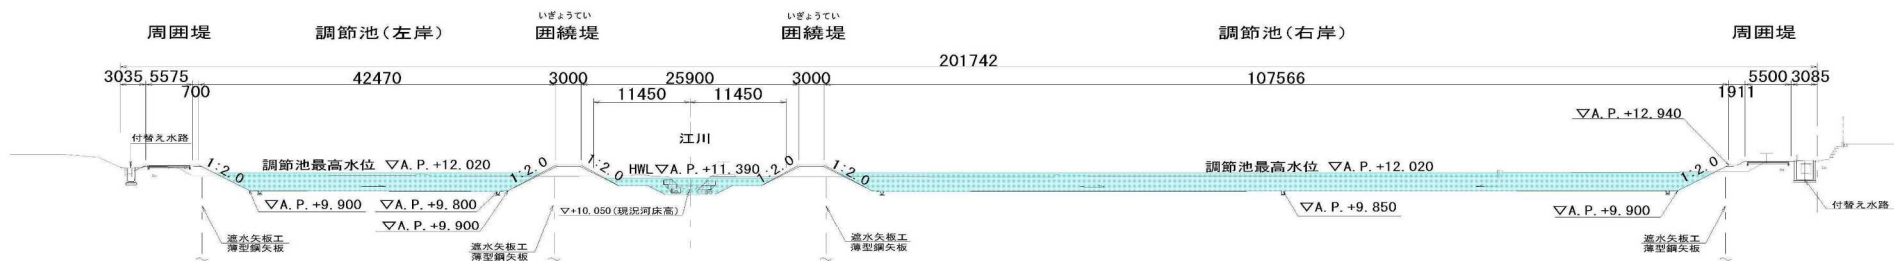 いぎょうてい
いぎょうてい
周囲堤
調節池(左岸)
囲繞堤
囲繞堤
調節池(右岸)
周囲堤
201742
3035
5575
42470
3000
25900
3000
107566
5500
3085
700
11450
11450
1911
▽A.P.+12.940
付替え水路
江川
1:2.0
調節池最高水位 ▽A.P.+12.020
1:2.0
1:2.0
HWL▽A.P.+11.390
1:2.0
1:2.0
調節池最高水位 ▽A.P.+12.020
1:2.0
▽A.P.+9.900
▽A.P.+9.800
▽+10.050(現況河床高)
▽A.P.+9.850
▽A.P.+9.900
付替え水路
▽A.P.+9.900
遮水矢板工
薄型鋼矢板
遮水矢板工
薄型鋼矢板
遮水矢板工
薄型鋼矢板
遮水矢板工
薄型鋼矢板